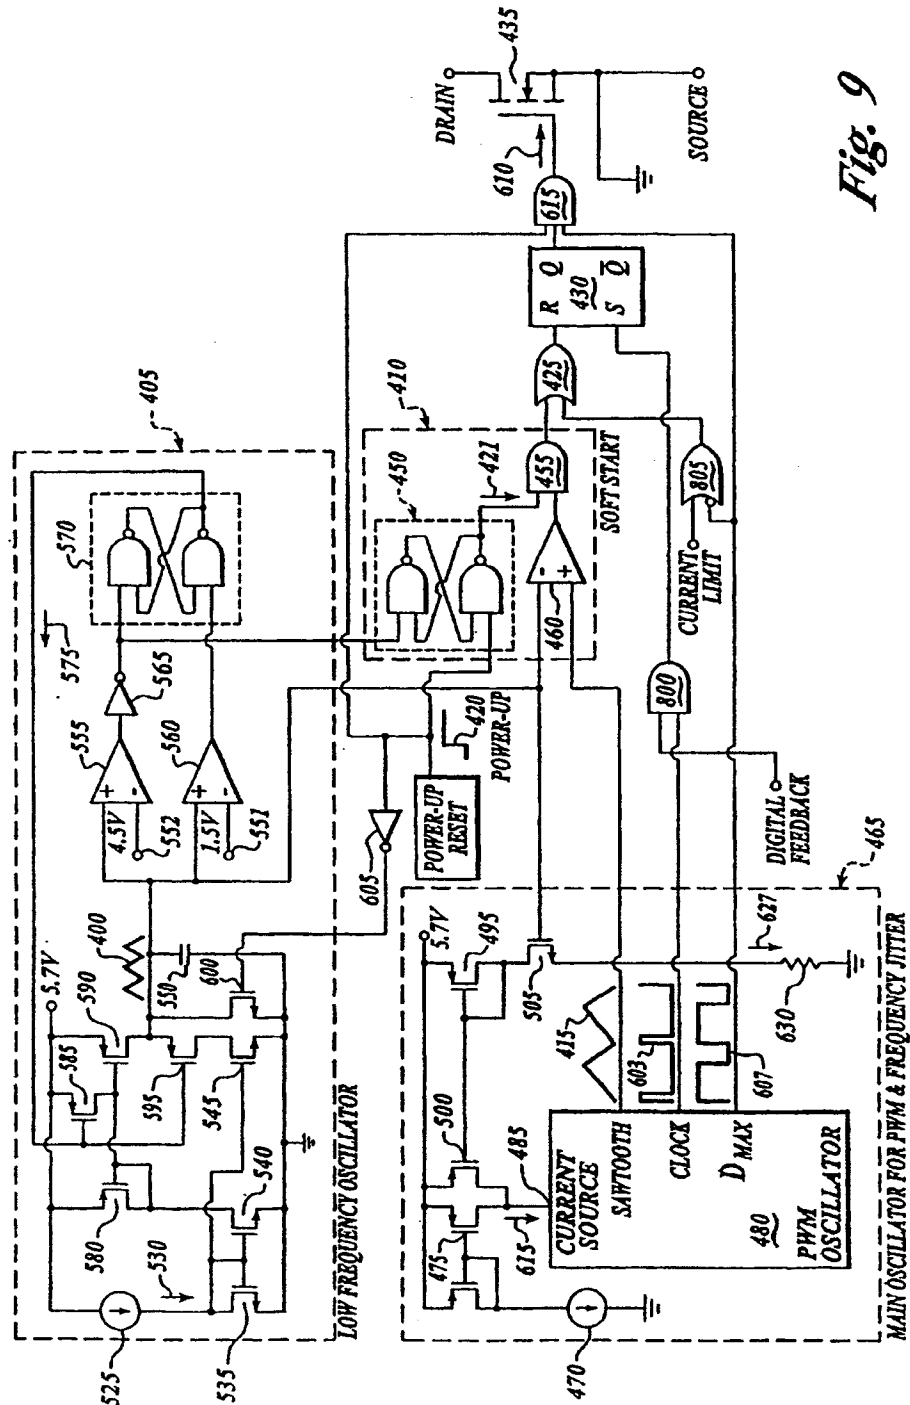 405
575
570
5.7V
590
400
585
4.5V
555
552
565
1.5V
560
551
580
530
595
550
600
525
540
545
535
LOW FREQUENCY OSCILLATOR
605
410
450
421
POWER-UP
RESET
420
POWER-UP
-
+
460
455
SOFT START
425
R Q
430
S Q
615
610
DRAIN
435
SOURCE
800
CURRENT
LIMIT
805
DIGITAL
FEEDBACK
465
5.7V
495
500
505
475
485
615
415
603
607
627
630
470
CURRENT
SOURCE
SAWTOOTH
CLOCK
DMAX
480
PWM
OSCILLATOR
MAIN OSCILLATOR FOR PWM & FREQUENCY JITTER
Fig. 9